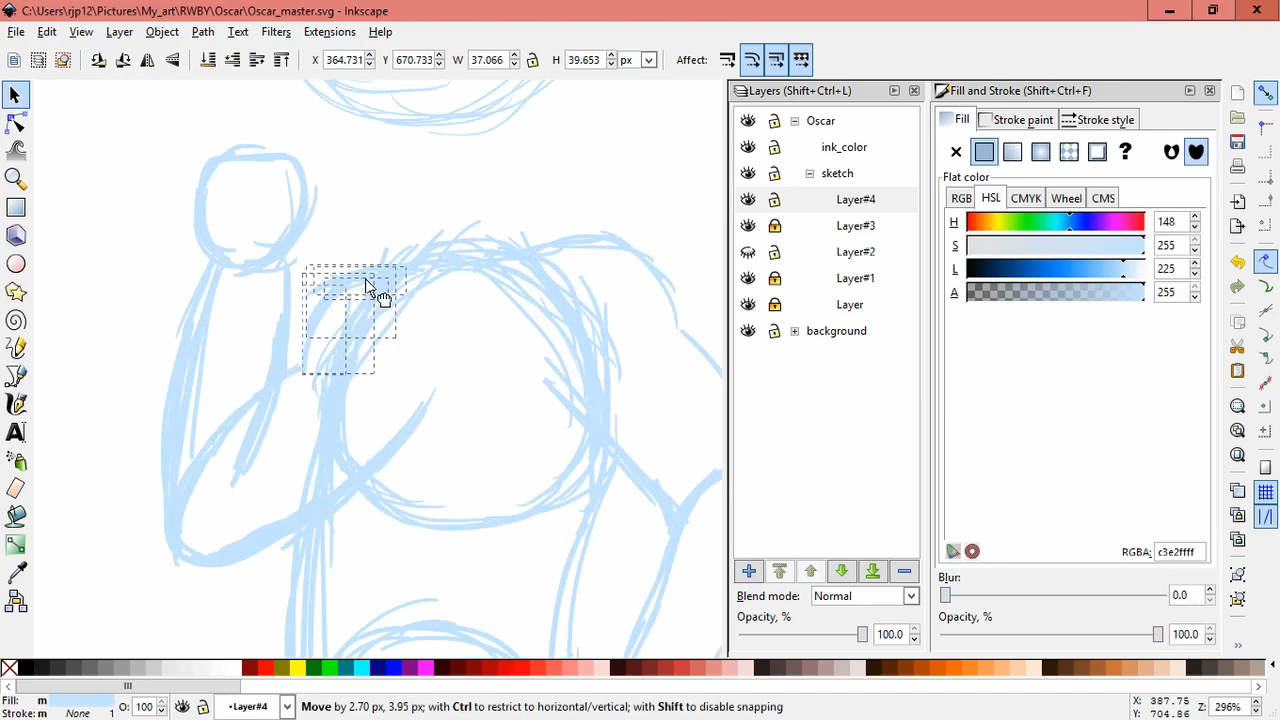 C:\Users\rjp12\Pictures\My_art\RWBY\Oscar\Oscar_master.svg - Inkscape
File Edit View Layer Object Path Text Filters Extensions Help
X 364.731 Y 670.733 W 37.066 H 39.653 px Affect:
Layers (Shift+Ctrl+L)
Oscar
ink_color
sketch
Layer#4
Layer#3
Layer#2
Layer#1
Layer
background
Blend mode: Normal
Opacity, %
100.0
Fill and Stroke (Shift+Ctrl+F)
Fill Stroke paint Stroke style
Flat color
RGB HSL CMYK Wheel CMS
H 148
S 255
L 225
A 255
RGBA: c3e2ffff
Blur:
0.0
Opacity, %
100.0
Fill: m
Stroke: m None 1
O: 100
•Layer#4
Move by 2.70 px, 3.95 px; with Ctrl to restrict to horizontal/vertical; with Shift to disable snapping
X: 387.75
Y: 704.86
Z: 296%